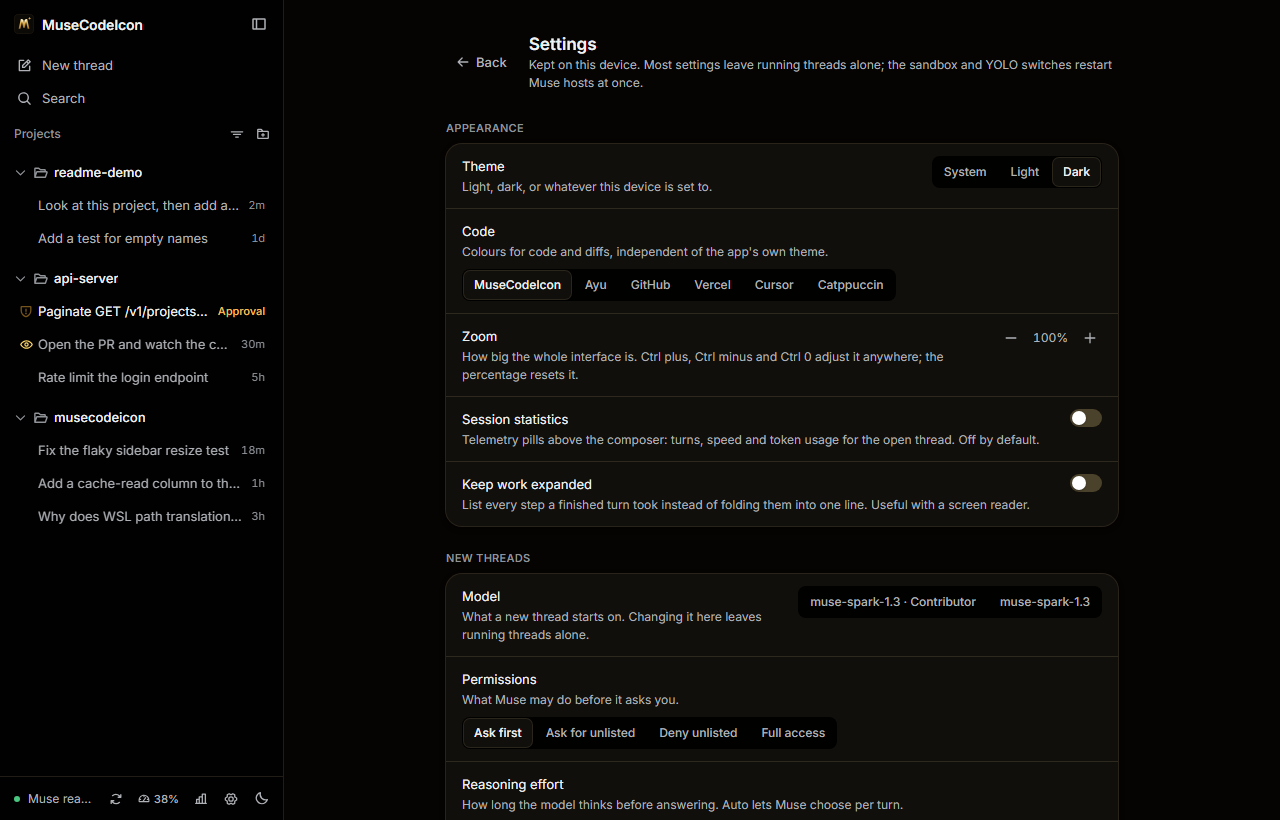 MuseCodeIcon
New thread
Search
Projects
readme-demo
Look at this project, then add a... 2m
Add a test for empty names 1d
api-server
Paginate GET /v1/projects... Approval
Open the PR and watch the c... 30m
Rate limit the login endpoint 5h
musecodeicon
Fix the flaky sidebar resize test 18m
Add a cache-read column to th... 1h
Why does WSL path translation... 3h
Muse rea... 38%
Back
Settings
Kept on this device. Most settings leave running threads alone; the sandbox and YOLO switches restart
Muse hosts at once.
APPEARANCE
Theme
Light, dark, or whatever this device is set to.
System Light Dark
Code
Colours for code and diffs, independent of the app's own theme.
MuseCodeIcon Ayu GitHub Vercel Cursor Catppuccin
Zoom
How big the whole interface is. Ctrl plus, Ctrl minus and Ctrl 0 adjust it anywhere; the
percentage resets it.
100%
Session statistics
Telemetry pills above the composer: turns, speed and token usage for the open thread. Off by default.
Keep work expanded
List every step a finished turn took instead of folding them into one line. Useful with a screen reader.
NEW THREADS
Model
What a new thread starts on. Changing it here leaves
running threads alone.
muse-spark-1.3 · Contributor muse-spark-1.3
Permissions
What Muse may do before it asks you.
Ask first Ask for unlisted Deny unlisted Full access
Reasoning effort
How long the model thinks before answering. Auto lets Muse choose per turn.